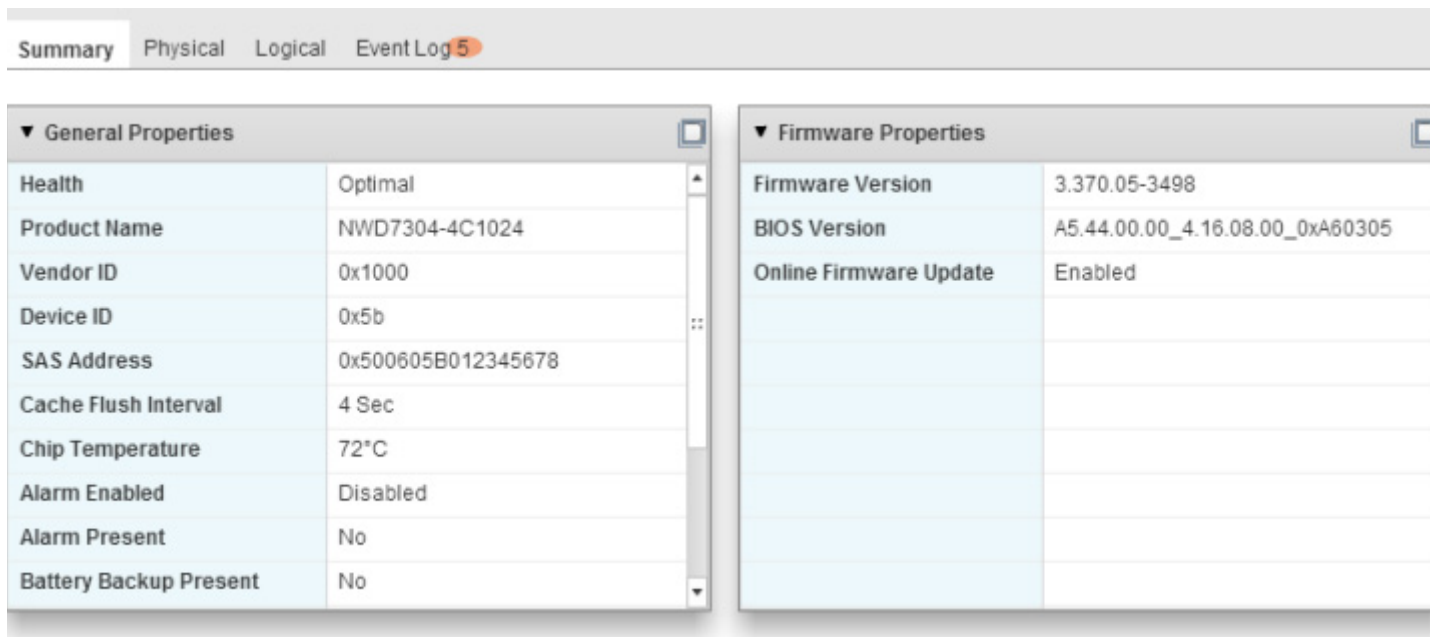 Summary Physical Logical Event Log 5
General Properties
Health Optimal
Product Name NWD7304-4C1024
Vendor ID 0x1000
Device ID 0x5b
SAS Address 0x500605B012345678
Cache Flush Interval 4 Sec
Chip Temperature 72°C
Alarm Enabled Disabled
Alarm Present No
Battery Backup Present No
Firmware Properties
Firmware Version 3.370.05-3498
BIOS Version A5.44.00.00_4.16.08.00_0xA60305
Online Firmware Update Enabled